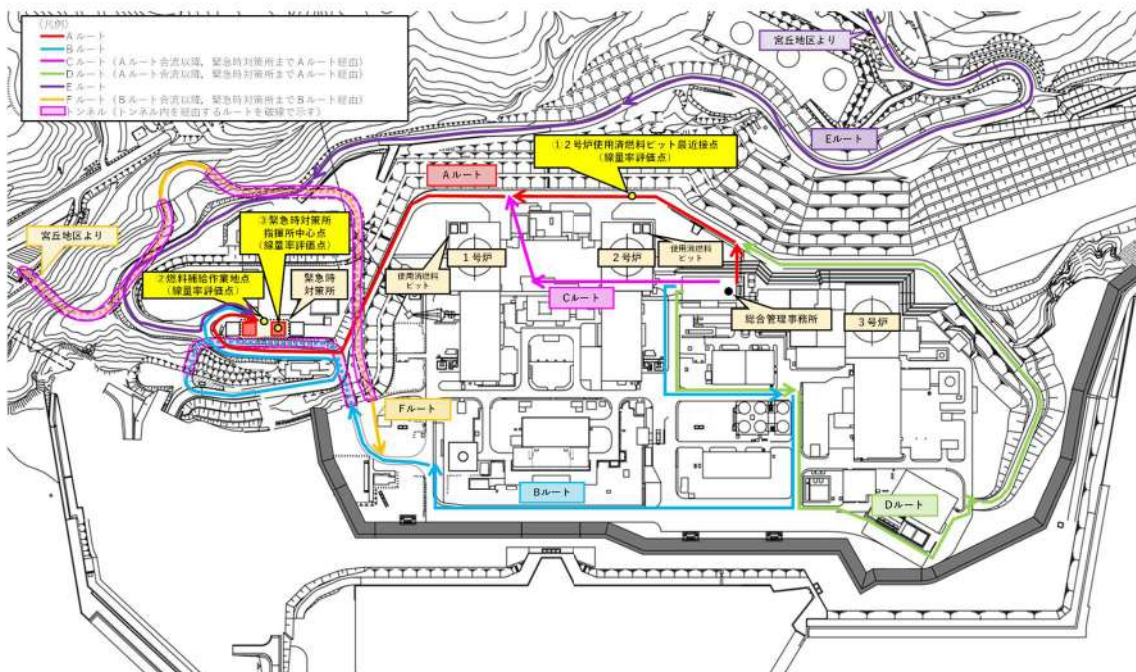 （凡例）
Aルート
Bルート
Cルート（Aルート合流以降，緊急時対策所までAルート経由）
Dルート（Aルート合流以降，緊急時対策所までAルート経由）
Eルート
Fルート（Bルート合流以降，緊急時対策所までBルート経由）
トンネル（トンネル内を経由するルートを破線で示す）
宮丘地区より
Eルート
①2号炉使用済燃料ピット最近接点
（線量率評価点）
Aルート
③緊急時対策所
指揮所中心点
（線量率評価点）
宮丘地区より
②燃料補給作業地点
（線量率評価点）
緊急時
対策所
使用済燃料
ピット
1号炉
2号炉
使用済燃料
ピット
Cルート
総合管理事務所
3号炉
Fルート
Bルート
Dルート